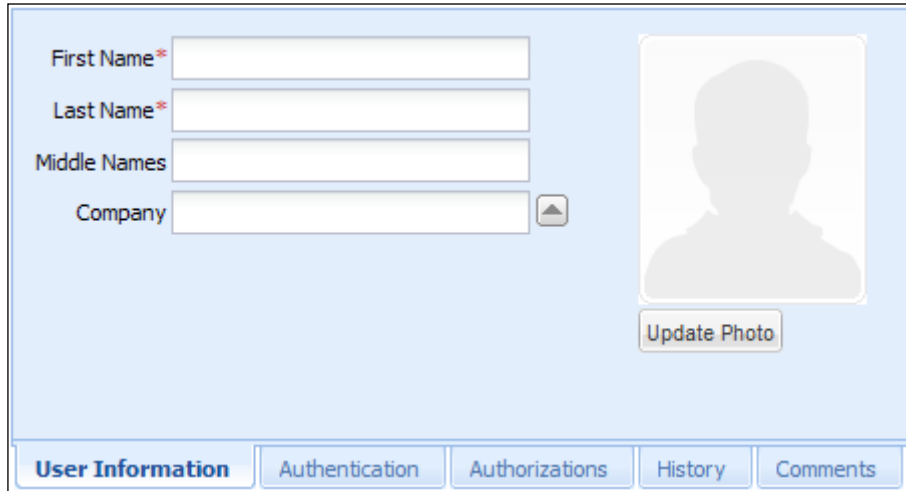 First Name*
Last Name*
Middle Names
Company
Update Photo
User Information Authentication Authorizations History Comments